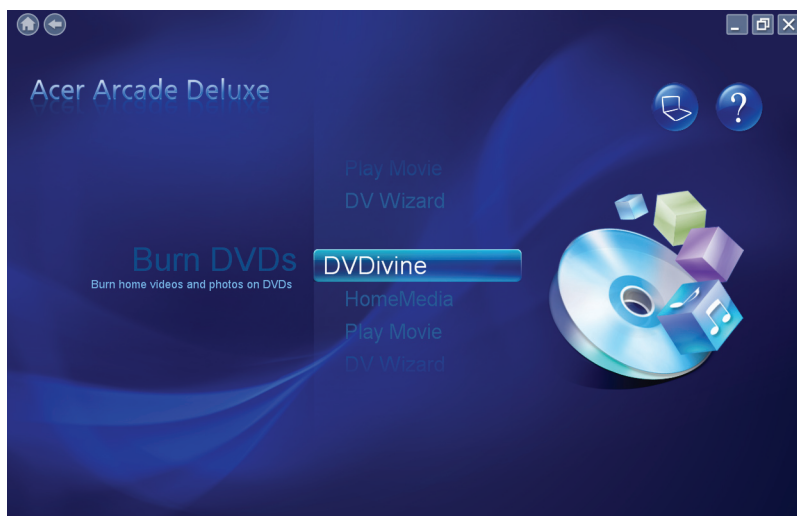 Acer Arcade Deluxe
?
Play Movie
DV Wizard
Burn DVDs
Burn home videos and photos on DVDs
DVDivine
HomeMedia
Play Movie
DV Wizard